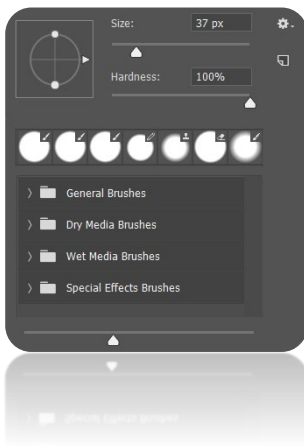 Size: 37 px
Hardness: 100%
General Brushes
Dry Media Brushes
Wet Media Brushes
Special Effects Brushes